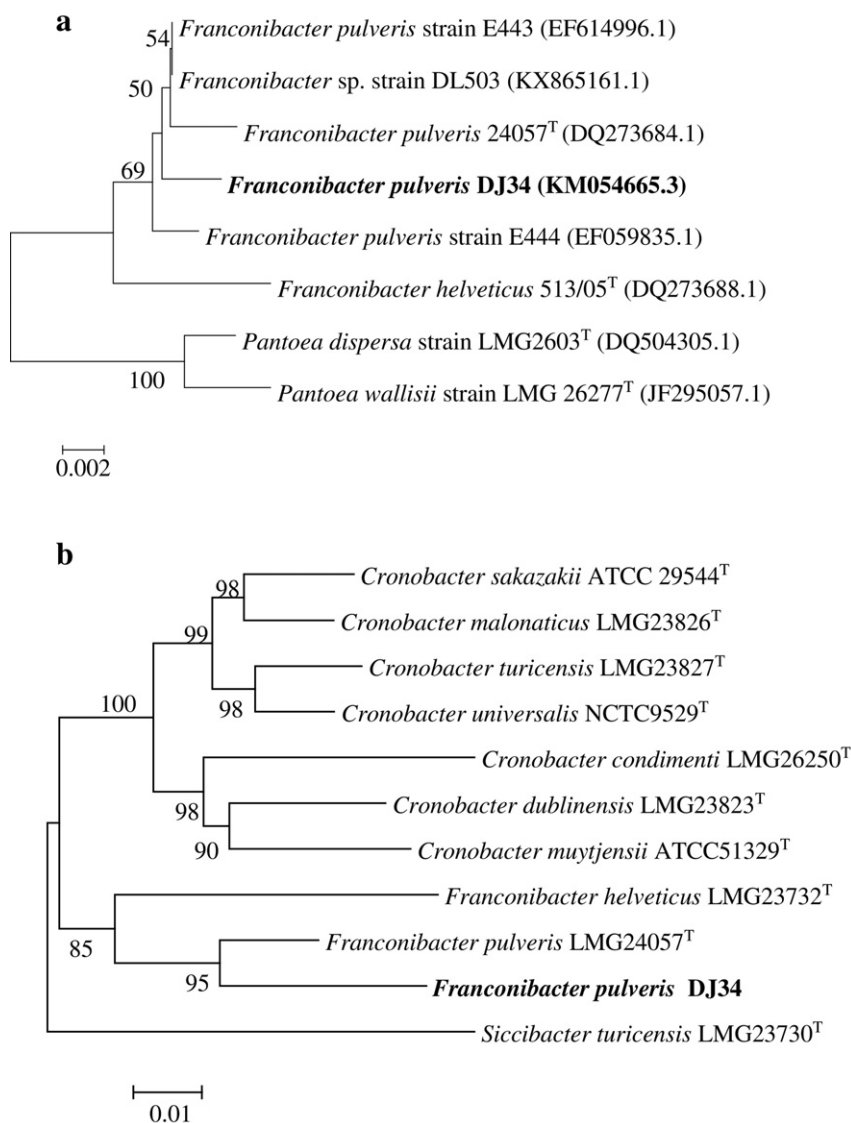 a
54
Franconibacter pulveris strain E443 (EF614996.1)
Franconibacter sp. strain DL503 (KX865161.1)
50
Franconibacter pulveris 24057ᵀ (DQ273684.1)
69
Franconibacter pulveris DJ34 (KM054665.3)
Franconibacter pulveris strain E444 (EF059835.1)
Franconibacter helveticus 513/05ᵀ (DQ273688.1)
Pantoea dispersa strain LMG2603ᵀ (DQ504305.1)
100
Pantoea wallisii strain LMG 26277ᵀ (JF295057.1)
0.002
b
98
Cronobacter sakazakii ATCC 29544ᵀ
Cronobacter malonaticus LMG23826ᵀ
99
Cronobacter turicensis LMG23827ᵀ
98
Cronobacter universalis NCTC9529ᵀ
100
Cronobacter condimenti LMG26250ᵀ
98
Cronobacter dublinensis LMG23823ᵀ
90
Cronobacter muytjensii ATCC51329ᵀ
Franconibacter helveticus LMG23732ᵀ
85
Franconibacter pulveris LMG24057ᵀ
95
Franconibacter pulveris DJ34
Siccibacter turicensis LMG23730ᵀ
0.01